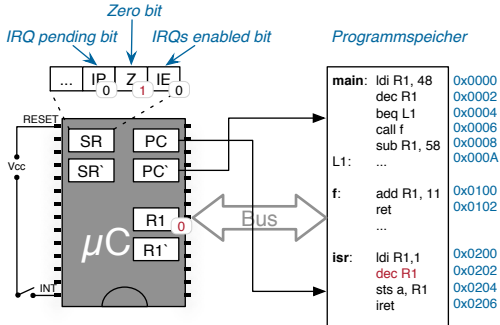 Zero bit
IRQ pending bit
IRQs enabled bit
Programmspeicher
... IP Z IE
0 1 0
RESET
Vcc
INT
SR PC
SR` PC`
R1 0
R1`
µC
Bus
main: ldi R1, 48 0x0000
dec R1 0x0002
beq L1 0x0004
call f 0x0006
sub R1, 58 0x0008
L1: ... 0x000A
f: add R1, 11 0x0100
ret 0x0102
...
isr: ldi R1,1 0x0200
dec R1 0x0202
sts a, R1 0x0204
iret 0x0206